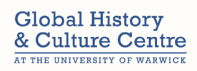 Global History
& Culture Centre
AT THE UNIVERSITY OF WARWICK